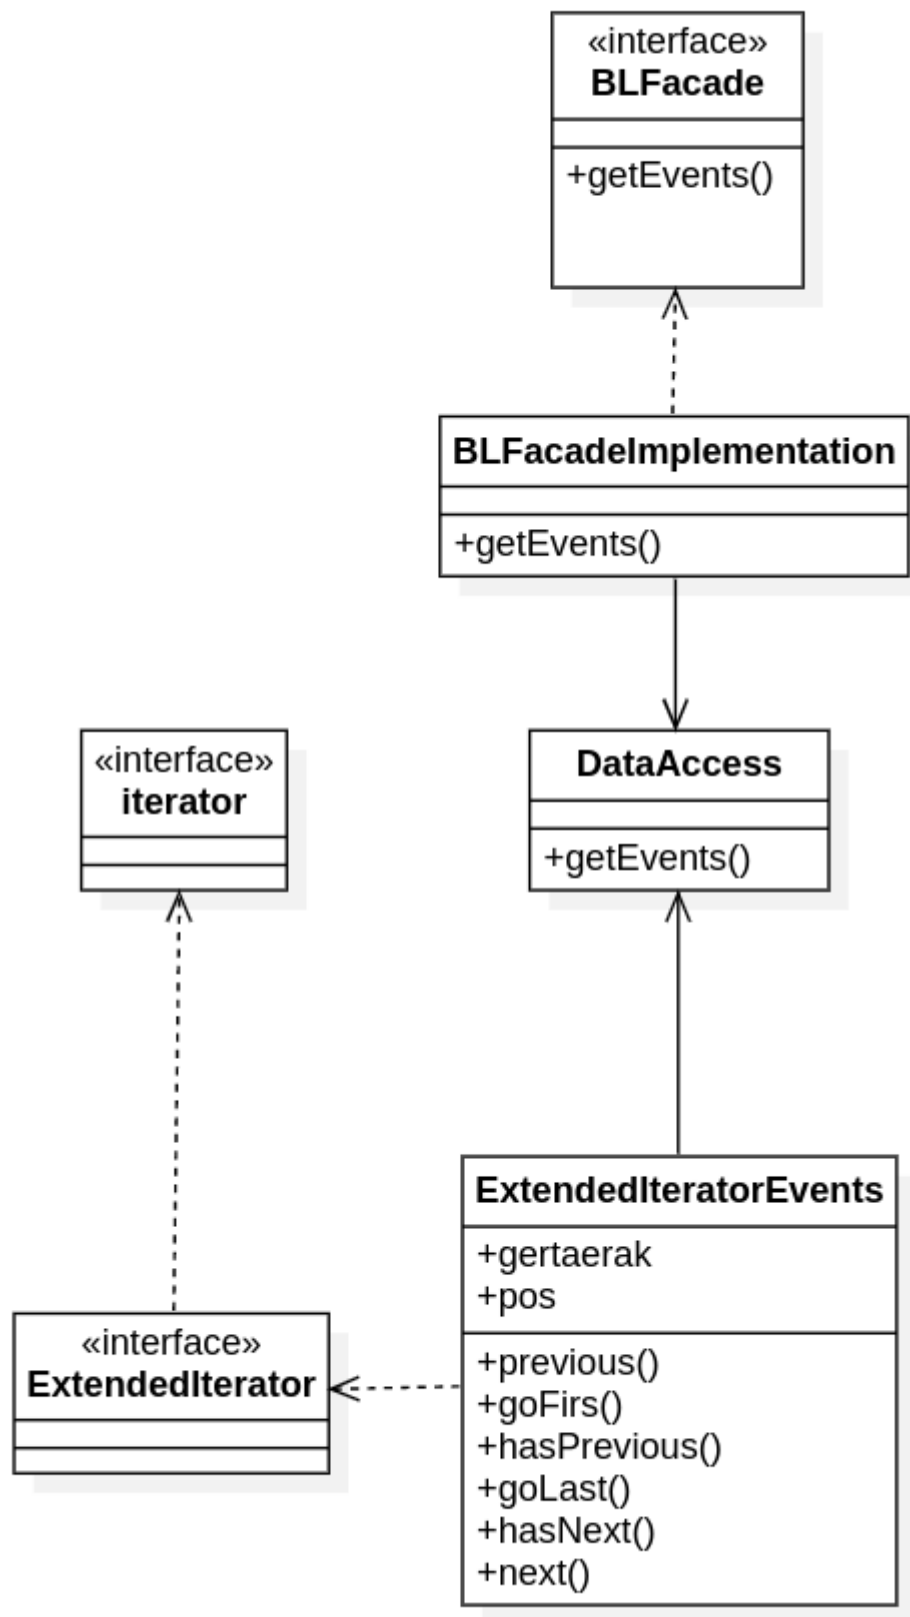 «interface»
BLFacade
+getEvents()
BLFacadeImplementation
+getEvents()
«interface»
iterator
DataAccess
+getEvents()
ExtendedIteratorEvents
+gertaerak
+pos
+previous()
+goFirs()
+hasPrevious()
+goLast()
+hasNext()
+next()
«interface»
ExtendedIterator